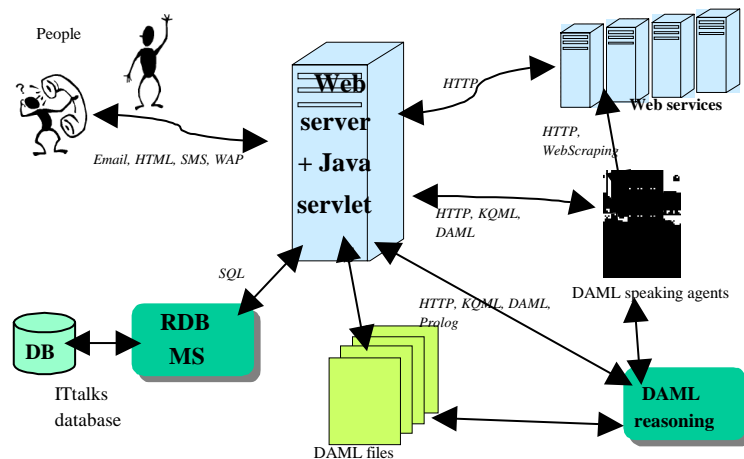 People
Web
server
+ Java
servlet
HTTP
Web services
Email, HTML, SMS, WAP
HTTP,
WebScraping
HTTP, KQML,
DAML
SQL
DAML speaking agents
HTTP, KQML, DAML,
Prolog
RDB
MS
DB
ITtalks
database
DAML
reasoning
DAML files